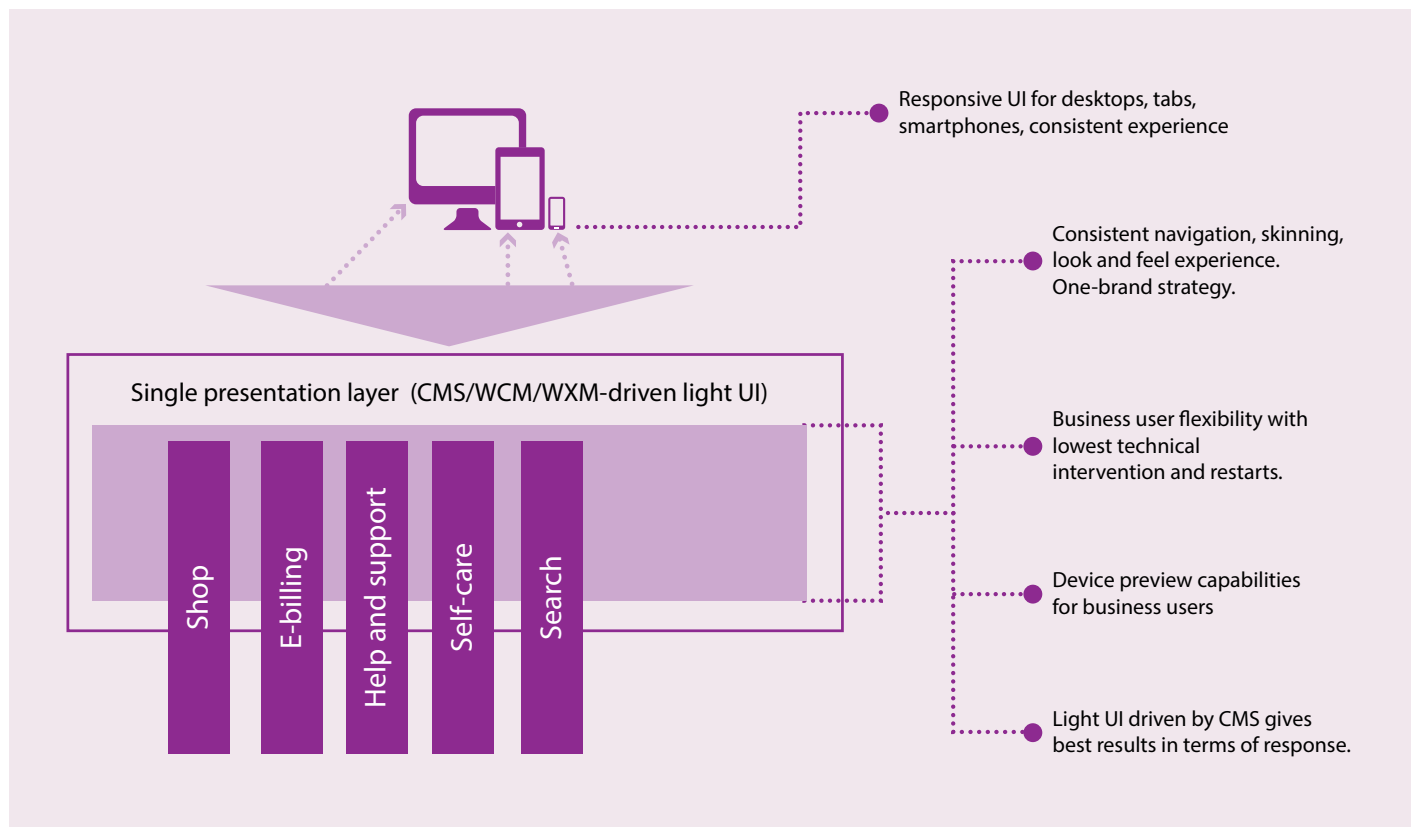 Responsive UI for desktops, tabs,
smartphones, consistent experience
Consistent navigation, skinning,
look and feel experience.
One-brand strategy.
Single presentation layer (CMS/WCM/WXM-driven light UI)
Business user flexibility with
lowest technical
intervention and restarts.
Shop
E-billing
Help and support
Self-care
Search
Device preview capabilities
for business users
Light UI driven by CMS gives
best results in terms of response.